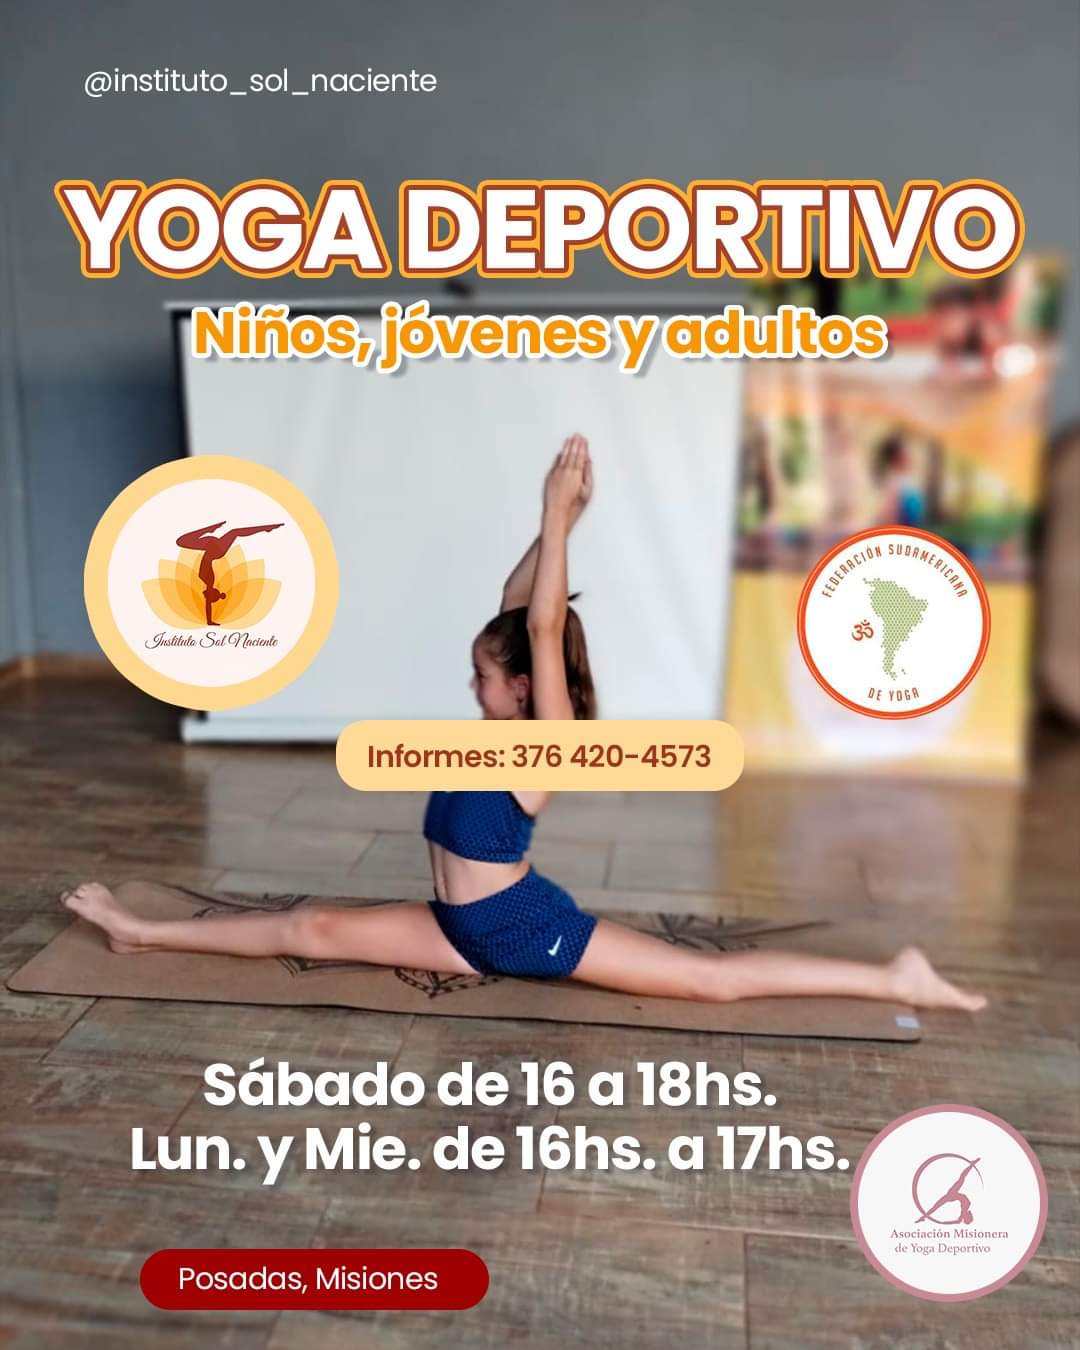 @instituto_sol_naciente
YOGA DEPORTIVO
Niños, jóvenes y adultos
Instituto Sol Naciente
FEDERACIÓN SUDAMERICANA
ॐ
DE YOGA
Informes: 376 420-4573
Sábado de 16 a 18hs.
Lun. y Mie. de 16hs. a 17hs.
Asociación Misionera
de Yoga Deportivo
Posadas, Misiones